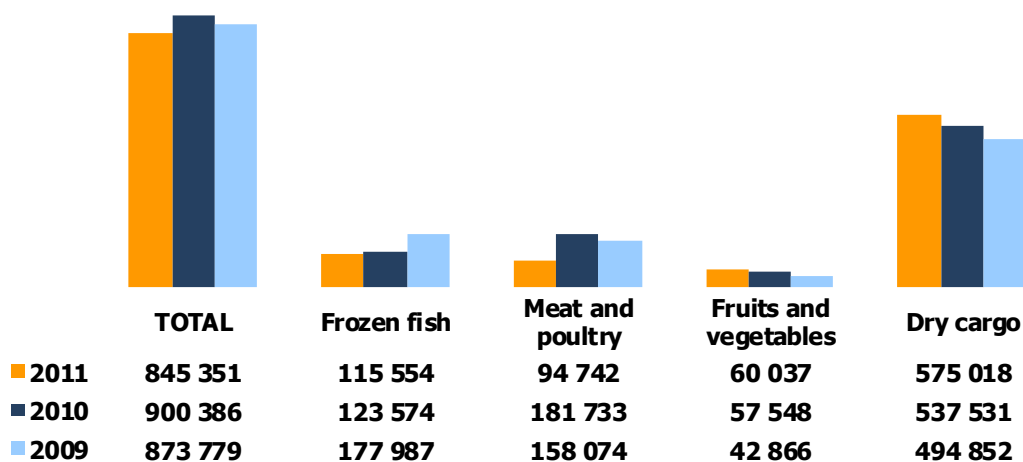 TOTAL Frozen fish Meat and poultry Fruits and vegetables Dry cargo
2011 845 351 115 554 94 742 60 037 575 018
2010 900 386 123 574 181 733 57 548 537 531
2009 873 779 177 987 158 074 42 866 494 852